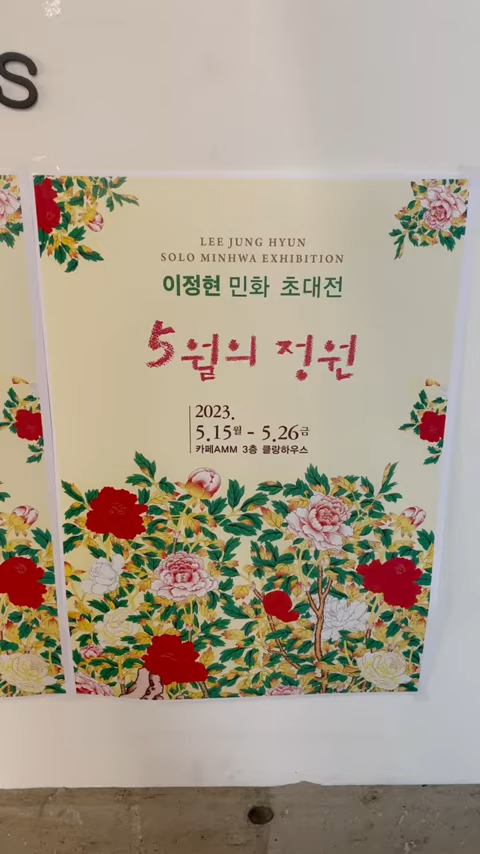 S
LEE JUNG HYUN
SOLO MINHWA EXHIBITION
이정현 민화 초대전
5월의 정원
2023.
5.15월 - 5.26금
카페AMM 3층 클랑하우스